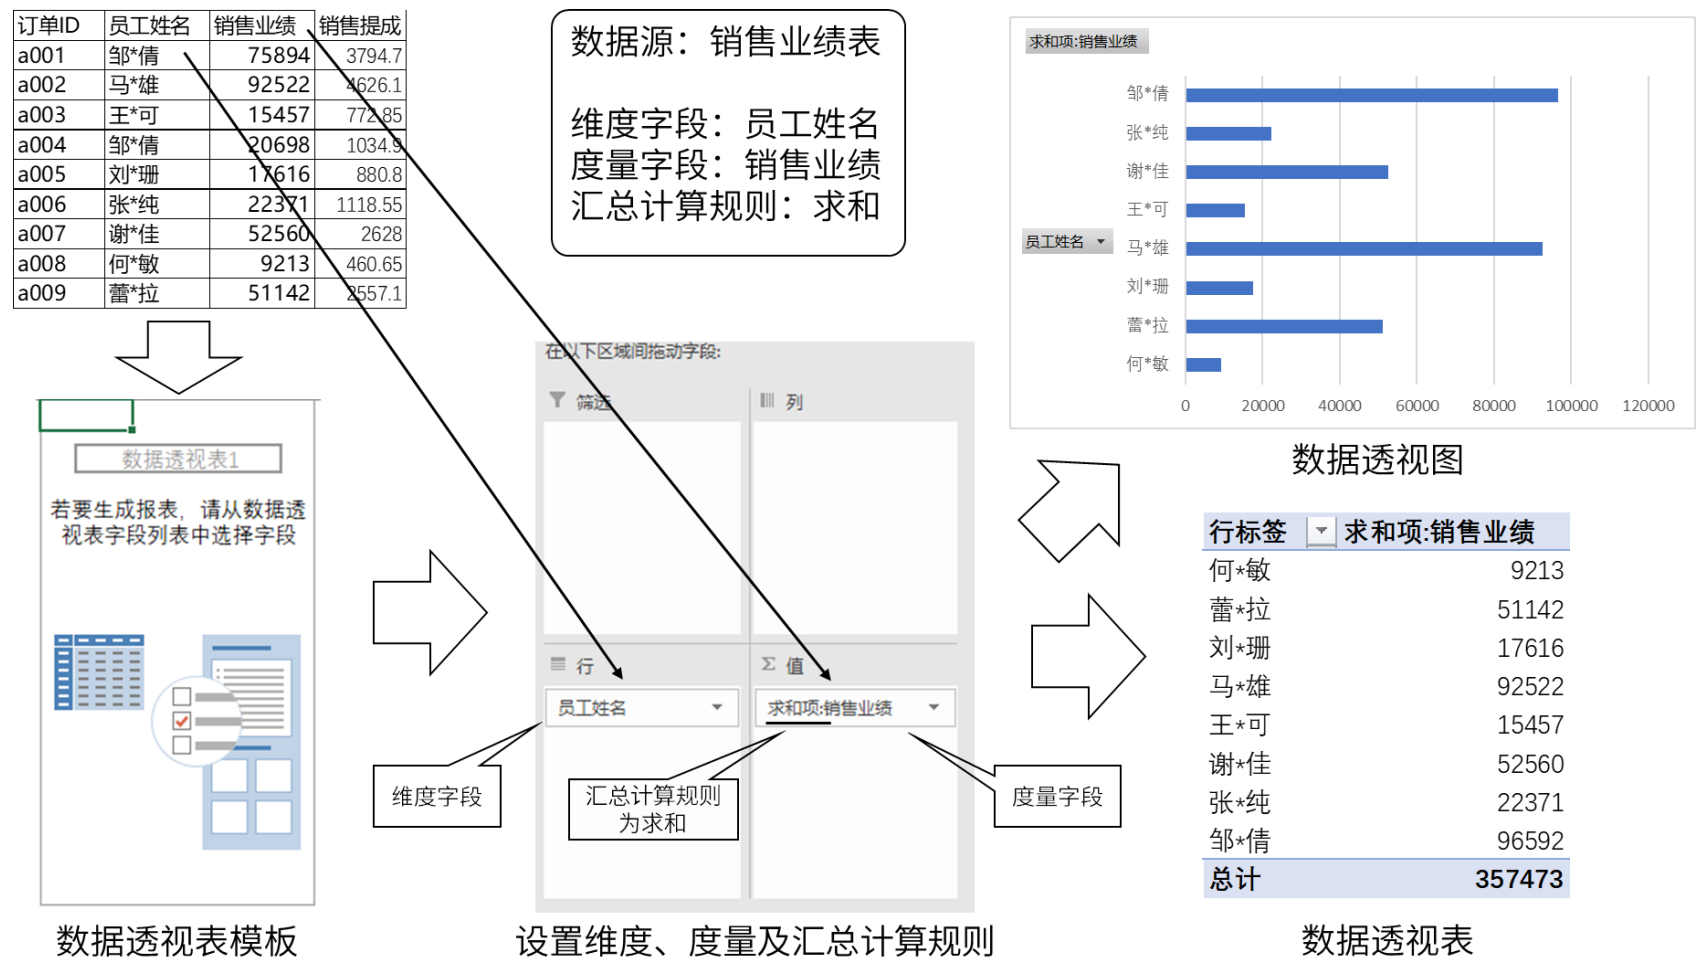 订单ID 员工姓名 销售业绩 销售提成
a001 邹*倩 75894 3794.7
a002 马*雄 92522 4626.1
a003 王*可 15457 772.85
a004 邹*倩 20698 1034.9
a005 刘*珊 17616 880.8
a006 张*纯 22371 1118.55
a007 谢*佳 52560 2628
a008 何*敏 9213 460.65
a009 蕾*拉 51142 2557.1
数据源：销售业绩表
维度字段：员工姓名
度量字段：销售业绩
汇总计算规则：求和
求和项:销售业绩
邹*倩
张*纯
谢*佳
王*可
员工姓名
马*雄
刘*珊
蕾*拉
何*敏
0 20000 40000 60000 80000 100000 120000
数据透视图
数据透视表1
若要生成报表，请从数据透
视表字段列表中选择字段
数据透视表模板
在以下区域间拖动字段:
筛选
列
行
Σ 值
员工姓名
求和项:销售业绩
维度字段
汇总计算规则
为求和
度量字段
设置维度、度量及汇总计算规则
行标签 求和项:销售业绩
何*敏 9213
蕾*拉 51142
刘*珊 17616
马*雄 92522
王*可 15457
谢*佳 52560
张*纯 22371
邹*倩 96592
总计 357473
数据透视表